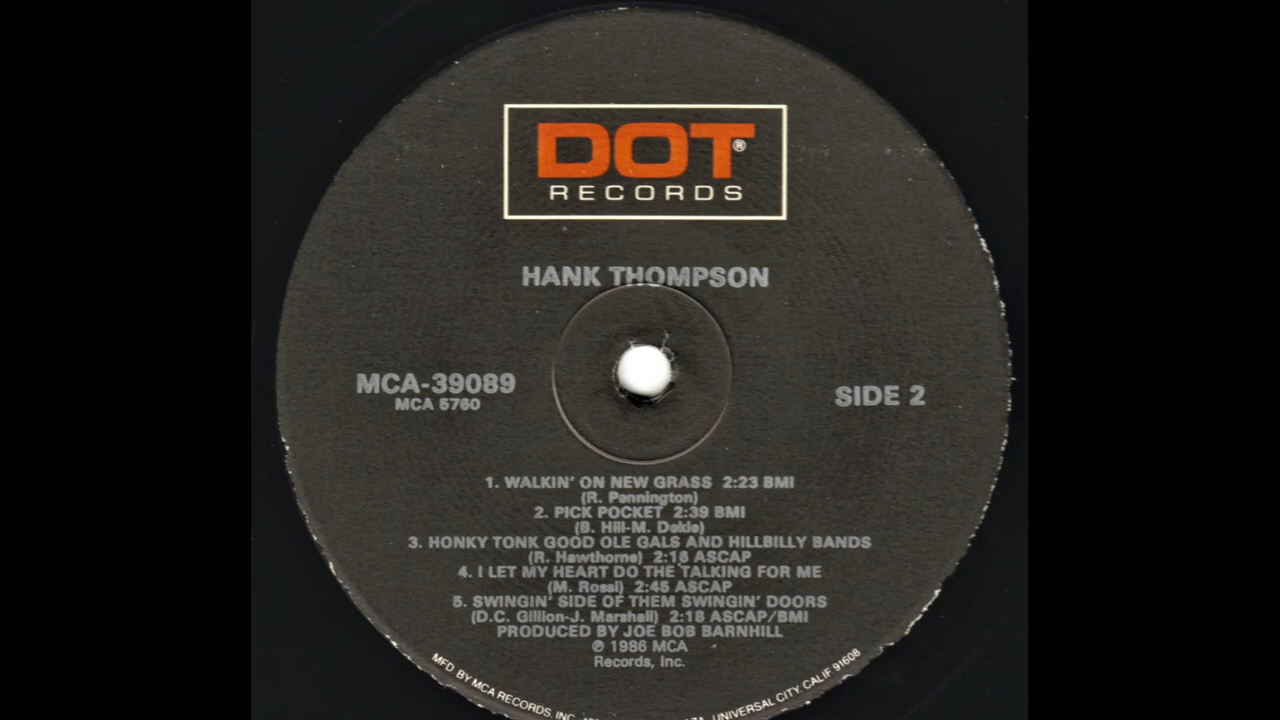 DOT®
RECORDS
HANK THOMPSON
MCA-39089
MCA 5760
SIDE 2
1. WALKIN' ON NEW GRASS 2:23 BMI
(R. Pennington)
2. PICK POCKET 2:39 BMI
(B. Hill-M. Dekle)
3. HONKY TONK GOOD OLE GALS AND HILLBILLY BANDS
(R. Hawthorne) 2:16 ASCAP
4. I LET MY HEART DO THE TALKING FOR ME
(M. Rossi) 2:45 ASCAP
5. SWINGIN' SIDE OF THEM SWINGIN' DOORS
(D.C. Gillion-J. Marshall) 2:18 ASCAP/BMI
PRODUCED BY JOE BOB BARNHILL
℗ 1986 MCA
Records, Inc.
MFD BY MCA RECORDS, INC. UNIVERSAL CITY. CALIF 91608